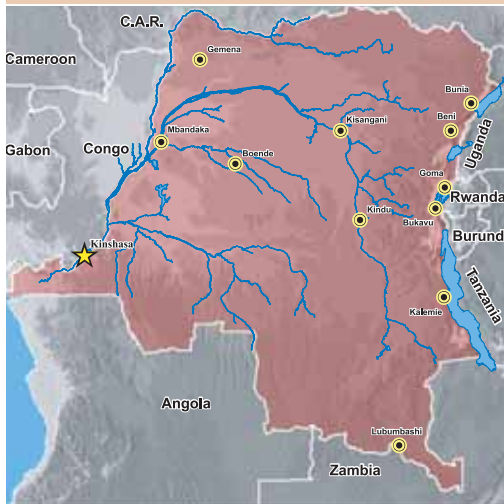 C.A.R.
Cameroon
Gemena
Bunia
Beni
Kisangani
Uganda
Gabon
Congo
Mbandaka
Boende
Goma
Rwanda
Bukavu
Kindu
Burund
Kinshasa
Tanzania
Kalemie
Angola
Lubumbashi
Zambia